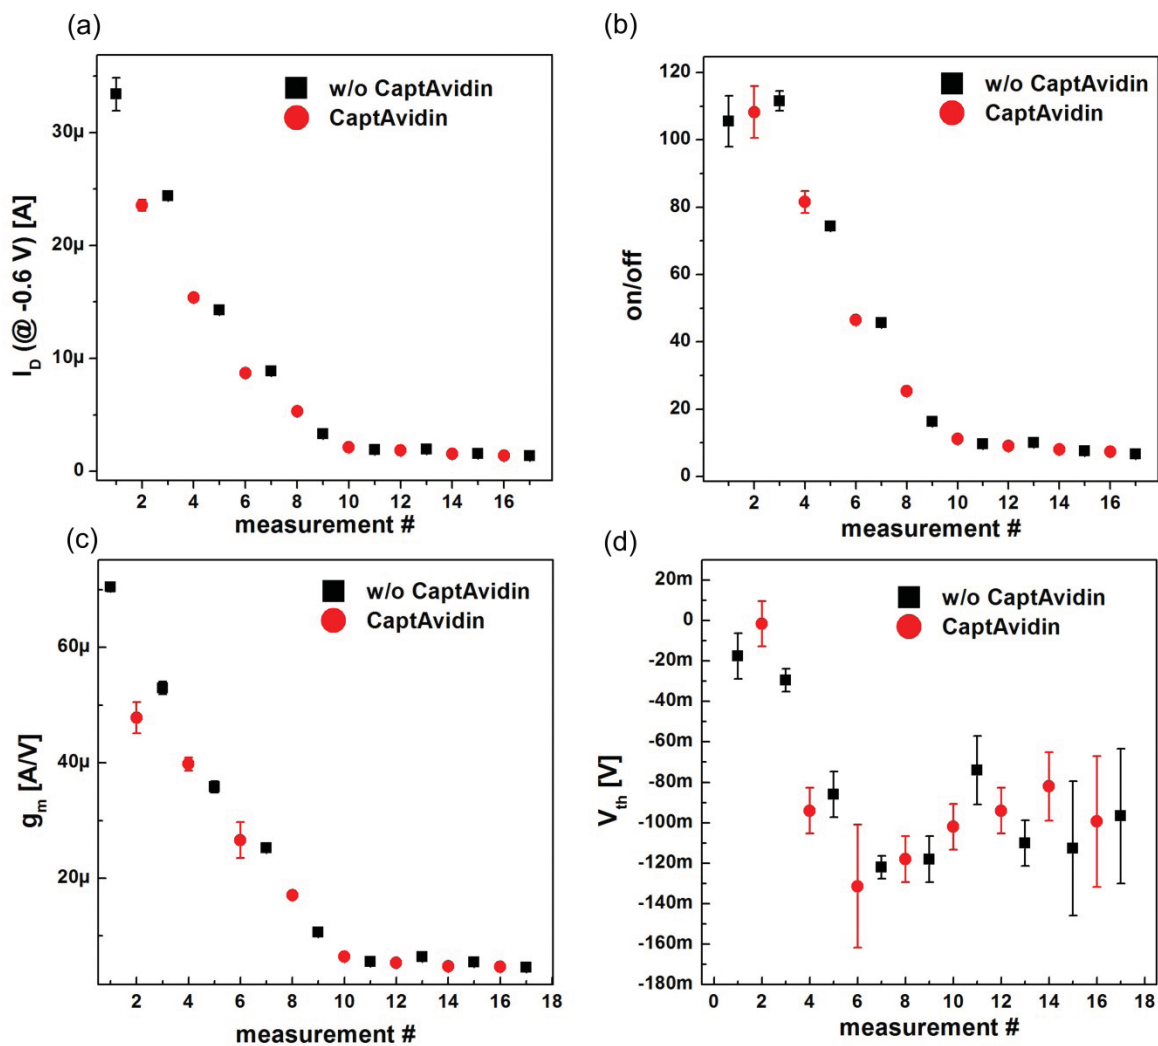 (a)
w/o CaptAvidin
CaptAvidin
30µ
20µ
10µ
0
I_D (@ -0.6 V) [A]
2 4 6 8 10 12 14 16
measurement #
(b)
w/o CaptAvidin
CaptAvidin
120
100
80
60
40
20
0
on/off
2 4 6 8 10 12 14 16
measurement #
(c)
w/o CaptAvidin
CaptAvidin
60µ
40µ
20µ
g_m [A/V]
2 4 6 8 10 12 14 16 18
measurement #
(d)
w/o CaptAvidin
CaptAvidin
20m
0
-20m
-40m
-60m
-80m
-100m
-120m
-140m
-160m
-180m
V_th [V]
0 2 4 6 8 10 12 14 16 18
measurement #